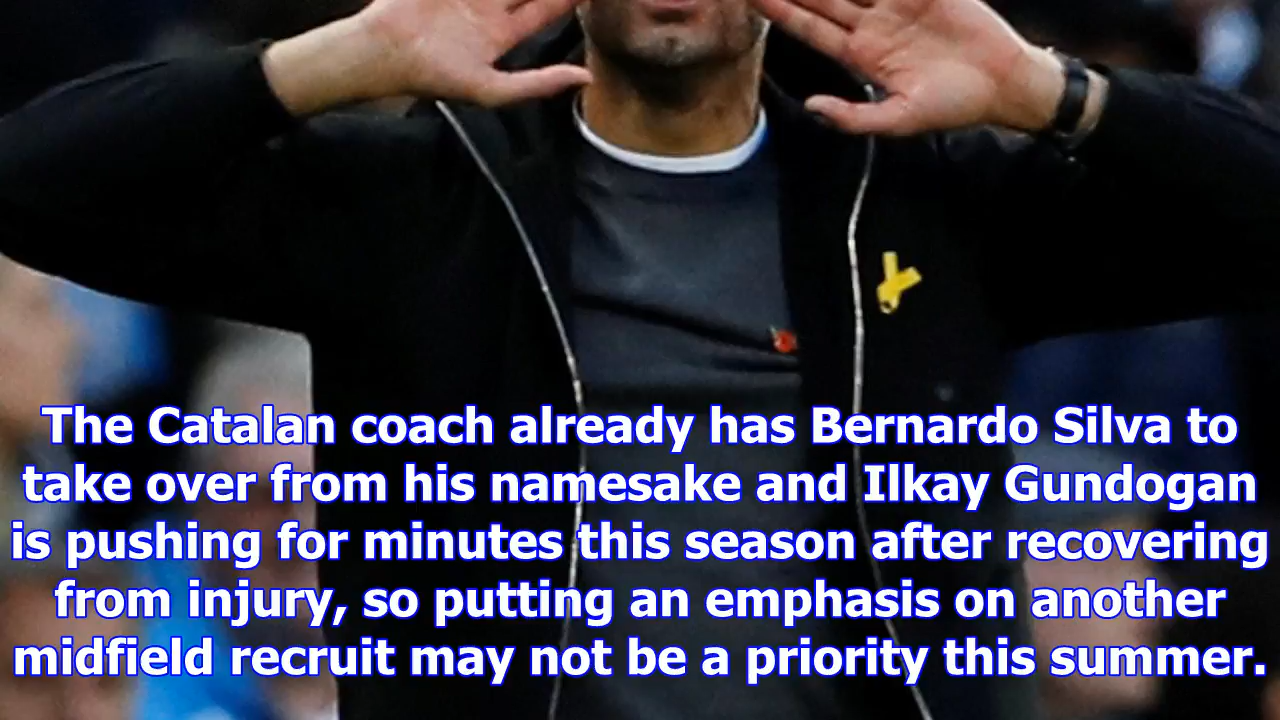 The Catalan coach already has Bernardo Silva to
take over from his namesake and Ilkay Gundogan
is pushing for minutes this season after recovering
from injury, so putting an emphasis on another
midfield recruit may not be a priority this summer.